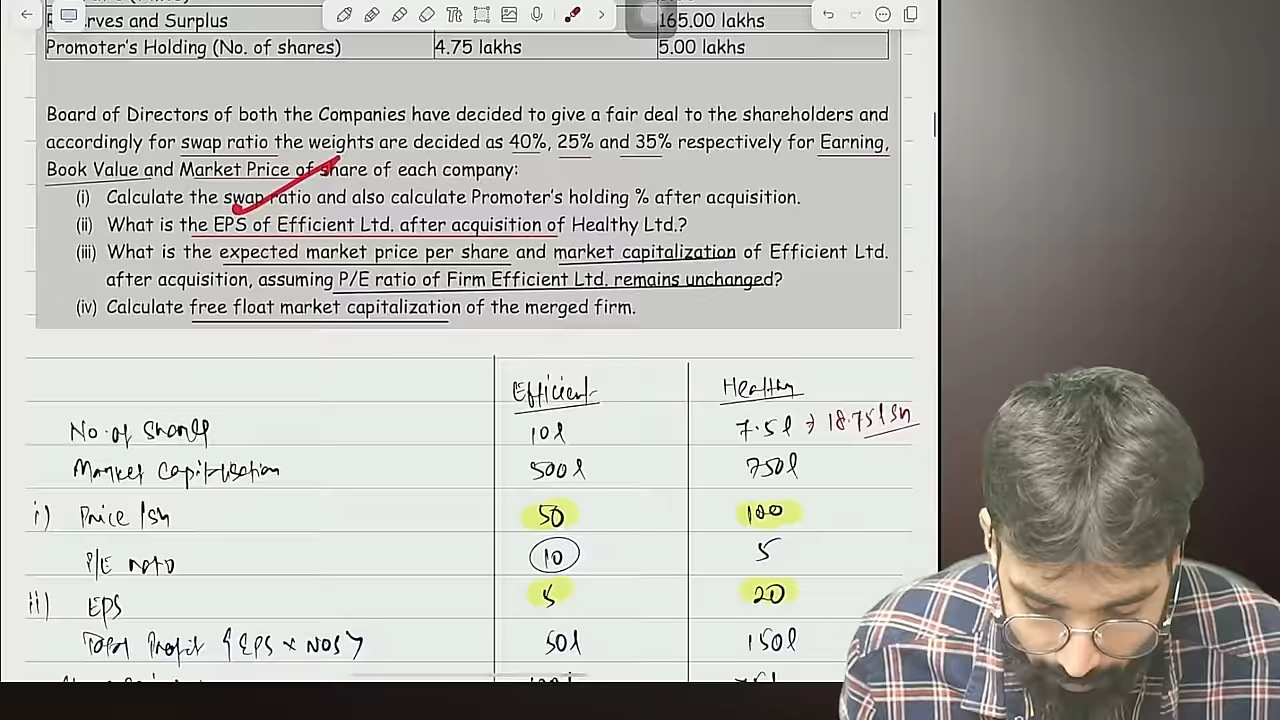 erves and Surplus 165.00 lakhs
Promoter's Holding (No. of shares) 4.75 lakhs 5.00 lakhs
Board of Directors of both the Companies have decided to give a fair deal to the shareholders and
accordingly for swap ratio the weights are decided as 40%, 25% and 35% respectively for Earning,
Book Value and Market Price of share of each company:
(i) Calculate the swap ratio and also calculate Promoter's holding % after acquisition.
(ii) What is the EPS of Efficient Ltd. after acquisition of Healthy Ltd.?
(iii) What is the expected market price per share and market capitalization of Efficient Ltd.
after acquisition, assuming P/E ratio of Firm Efficient Ltd. remains unchanged?
(iv) Calculate free float market capitalization of the merged firm.
Efficient Healthy
No. of Share 10l 7.5l → 18.75l sh
Market Capitalisation 500l 750l
i) Price /sh 50 100
P/E ratio 10 5
ii) EPS 5 20
Total Profit {EPS × NOS} 50l 150l